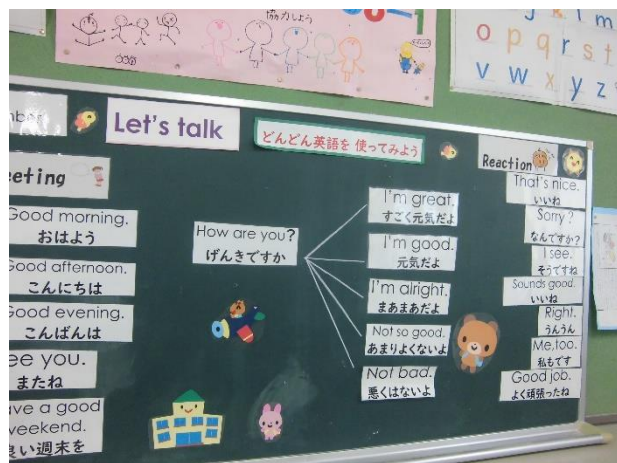 協力しよう
j k l m
o p q r s t
v w x y z
Let's talk
どんどん英語を使ってみよう
Reaction
Good morning.
おはよう
Good afternoon.
こんにちは
Good evening.
こんばんは
ee you.
またね
ave a good
weekend.
良い週末を
How are you?
げんきですか
I'm great.
すごく元気だよ
I'm good.
元気だよ
I'm alright.
まあまあだよ
Not so good.
あまりよくないよ
Not bad.
悪くはないよ
That's nice.
いいね
Sorry?
なんですか?
I see.
そうですね
Sounds good.
いいね
Right.
うんうん
Me,too.
私もです
Good job.
よく頑張ったね